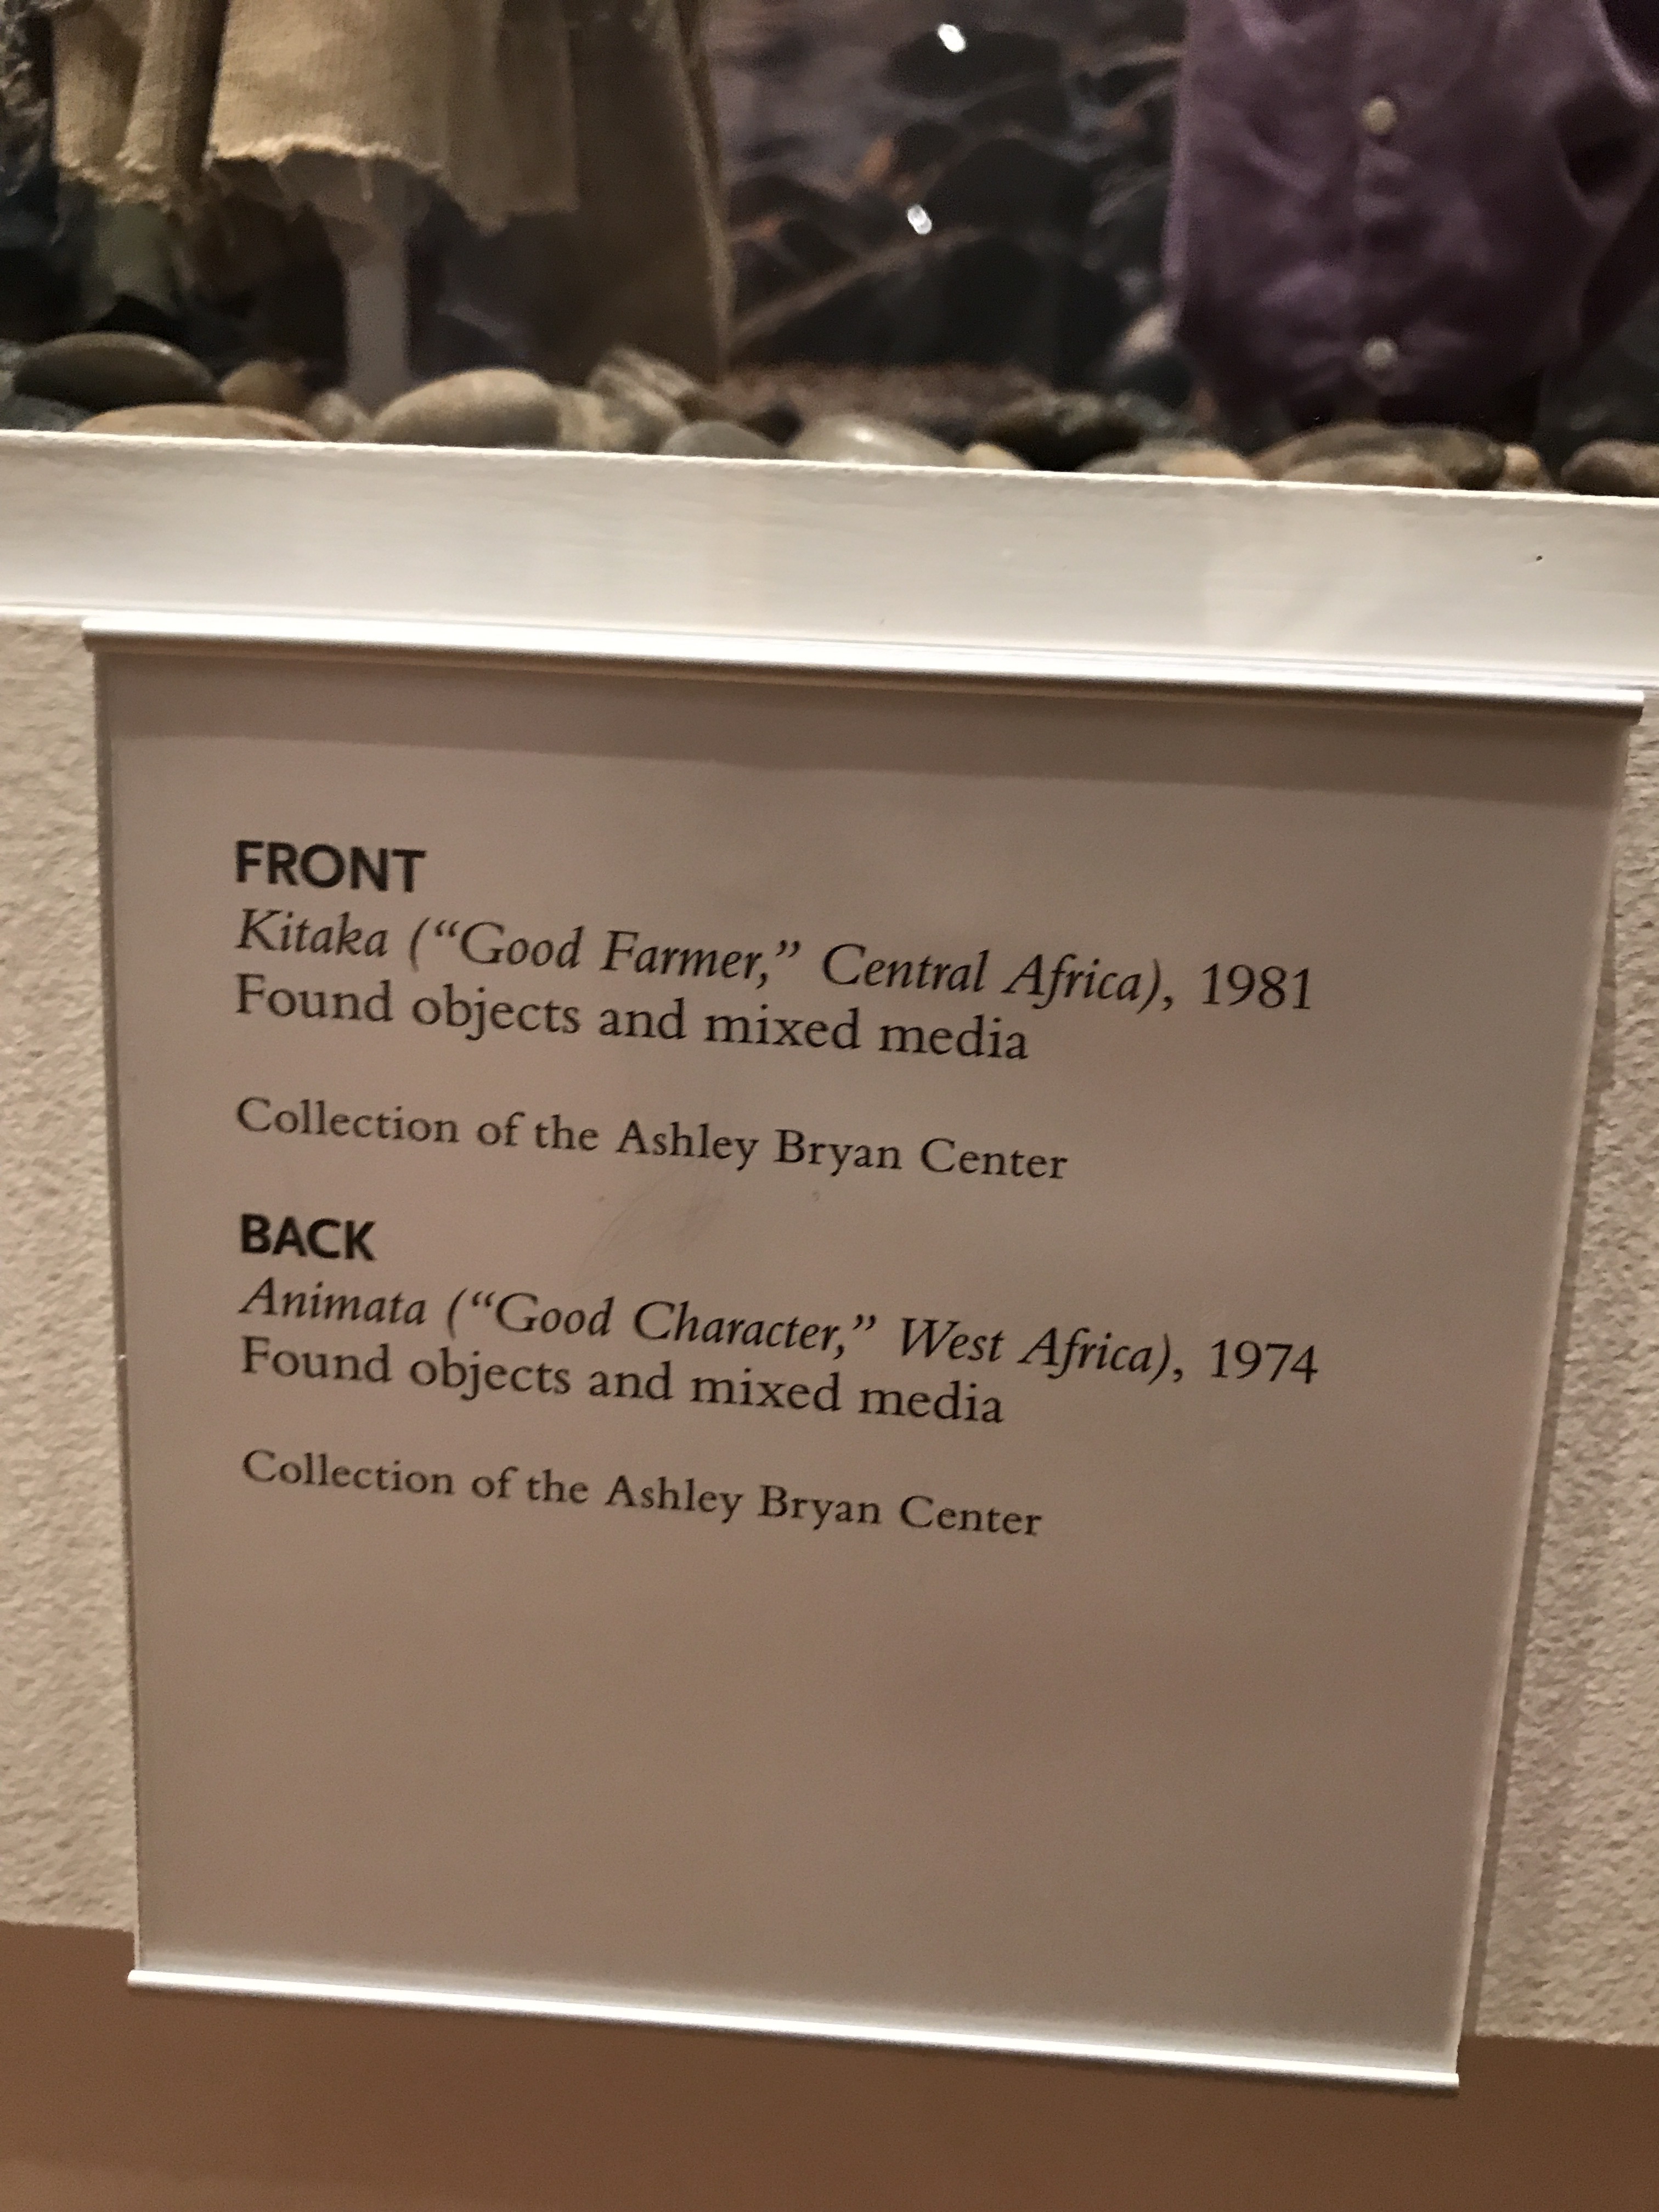 FRONT
Kitaka (“Good Farmer,” Central Africa), 1981
Found objects and mixed media
Collection of the Ashley Bryan Center
BACK
Animata (“Good Character,” West Africa), 1974
Found objects and mixed media
Collection of the Ashley Bryan Center